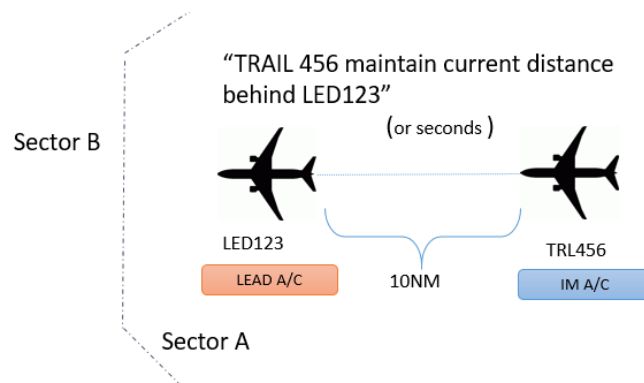 “TRAIL 456 maintain current distance
behind LED123”
(or seconds )
Sector B
LED123
TRL456
LEAD A/C
10NM
IM A/C
Sector A